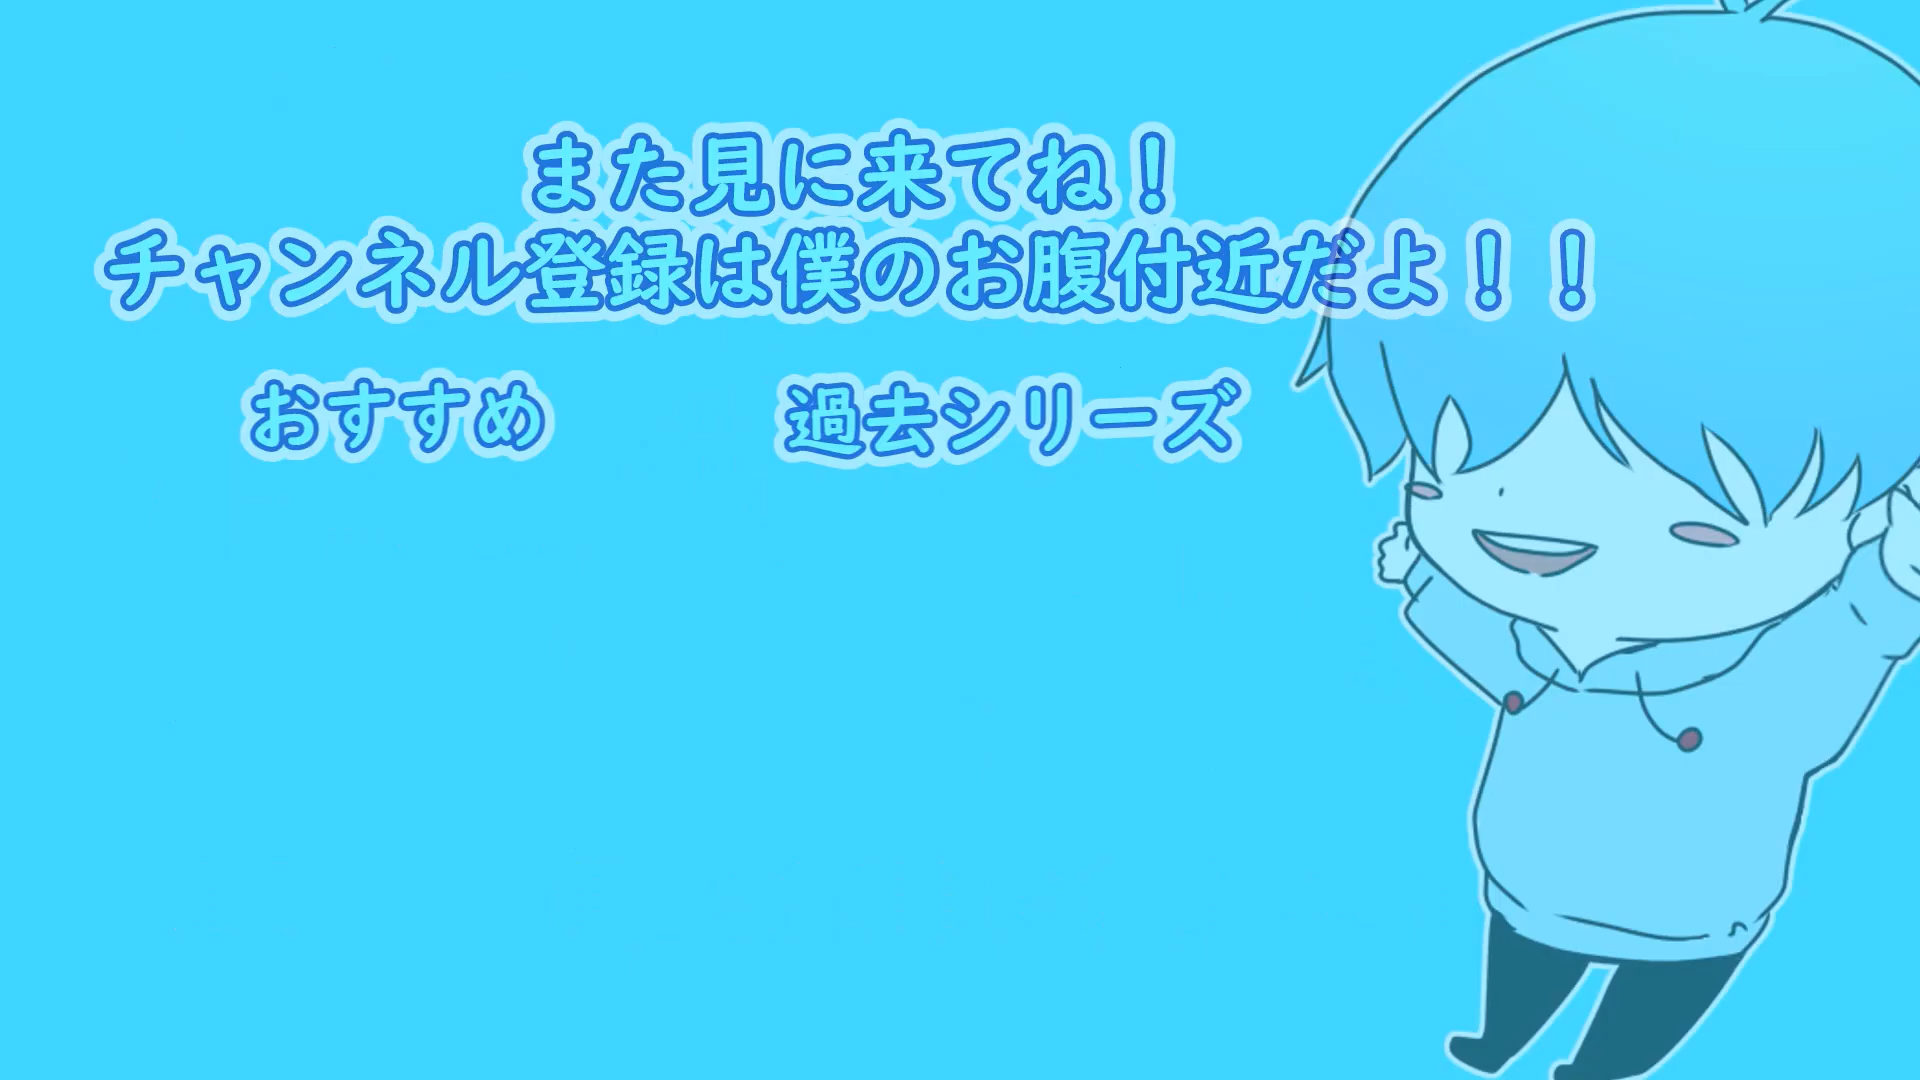 また見に来てね！
チャンネル登録は僕のお腹付近だよ！！
おすすめ
過去シリーズ